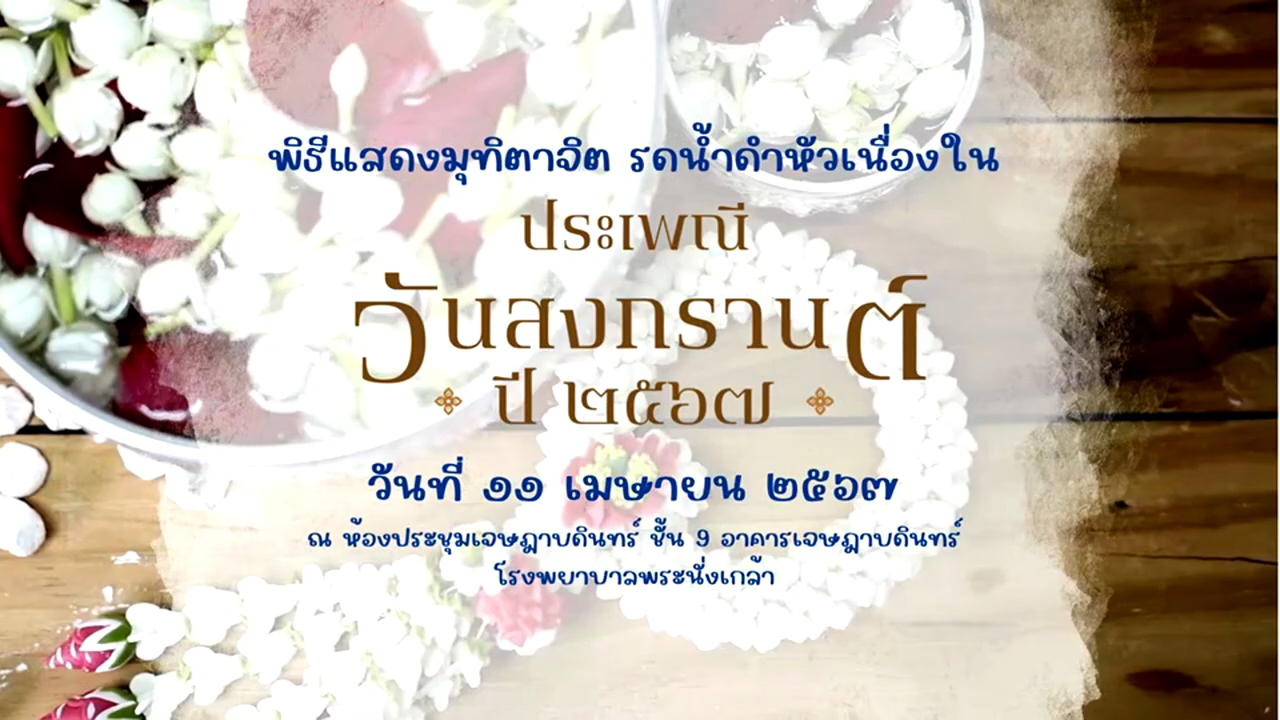 พิธีแสดงมุทิตาจิต รดน้ำดำหัวเนื่องใน
ประเพณี
วันสงกรานต์
ปี ๒๕๖๗
วันที่ ๑๑ เมษายน ๒๕๖๗
ณ ห้องประชุมเจษฎาบดินทร์ ชั้น 9 อาคารเจษฎาบดินทร์
โรงพยาบาลพระนั่งเกล้า